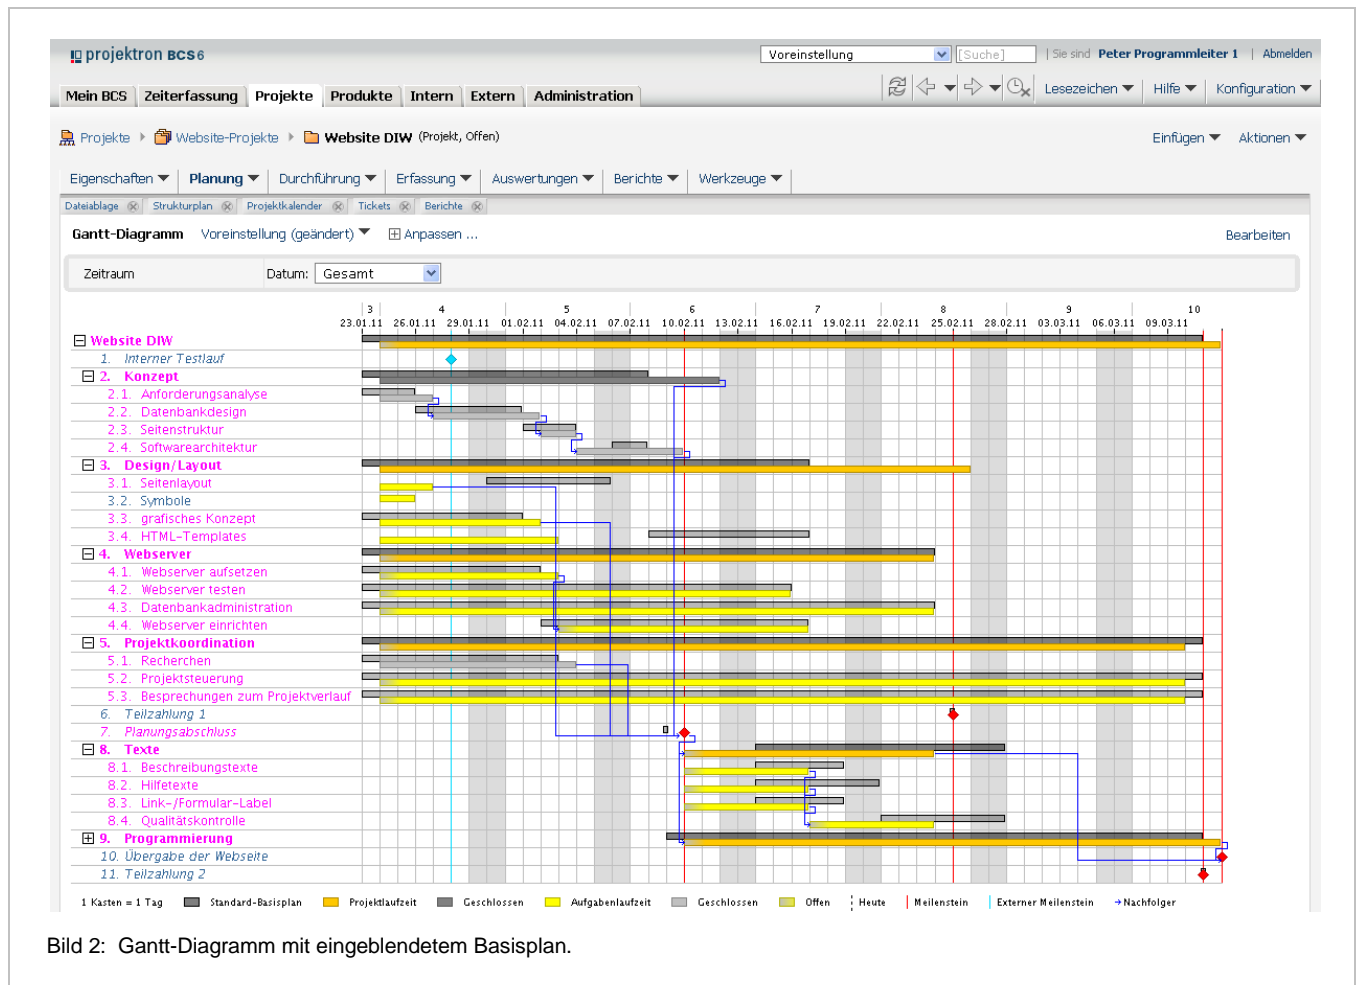 projektron BCS6
Voreinstellung [Suche] | Sie sind Peter Programmleiter 1 | Abmelden
Mein BCS Zeiterfassung Projekte Produkte Intern Extern Administration
Lesezeichen Hilfe Konfiguration
Projekte Website-Projekte Website DIW (Projekt, Offen) Einfügen Aktionen
Eigenschaften Planung Durchführung Erfassung Auswertungen Berichte Werkzeuge
Dateiablage Strukturplan Projektkalender Tickets Berichte
Gantt-Diagramm Voreinstellung (geändert) Anpassen ... Bearbeiten
Zeitraum Datum: Gesamt
3 4 5 6 7 8 9 10
23.01.11 26.01.11 29.01.11 01.02.11 04.02.11 07.02.11 10.02.11 13.02.11 16.02.11 19.02.11 22.02.11 25.02.11 28.02.11 03.03.11 06.03.11 09.03.11
Website DIW
1. Interner Testlauf
2. Konzept
2.1. Anforderungsanalyse
2.2. Datenbankdesign
2.3. Seitenstruktur
2.4. Softwarearchitektur
3. Design/Layout
3.1. Seitenlayout
3.2. Symbole
3.3. grafisches Konzept
3.4. HTML-Templates
4. Webserver
4.1. Webserver aufsetzen
4.2. Webserver testen
4.3. Datenbankadministration
4.4. Webserver einrichten
5. Projektkoordination
5.1. Recherchen
5.2. Projektsteuerung
5.3. Besprechungen zum Projektverlauf
6. Teilzahlung 1
7. Planungsabschluss
8. Texte
8.1. Beschreibungstexte
8.2. Hilfetexte
8.3. Link-/Formular-Label
8.4. Qualitätskontrolle
9. Programmierung
10. Übergabe der Webseite
11. Teilzahlung 2
1 Kasten = 1 Tag Standard-Basisplan Projektlaufzeit Geschlossen Aufgabenlaufzeit Geschlossen Offen Heute Meilenstein Externer Meilenstein Nachfolger
Bild 2: Gantt-Diagramm mit eingeblendetem Basisplan.